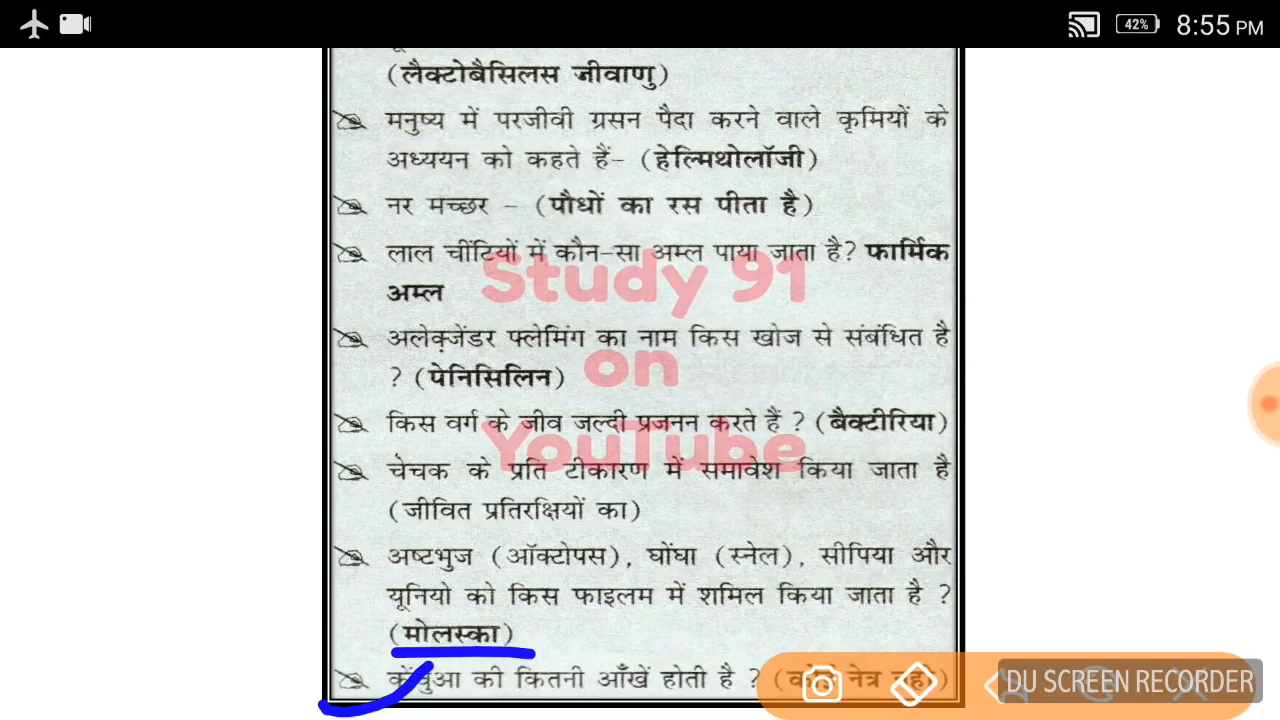 42% 8:55 PM
(लैक्टोबैसिलस जीवाणु)
मनुष्य में परजीवी ग्रसन पैदा करने वाले कृमियों के
अध्ययन को कहते हैं- (हेल्मिथोलॉजी)
नर मच्छर - (पौधों का रस पीता है)
लाल चींटियों में कौन-सा अम्ल पाया जाता है? फार्मिक
अम्ल
Study 91
अलेक़्जेंडर फ्लेमिंग का नाम किस खोज से संबंधित है
? (पेनिसिलिन)
on
किस वर्ग के जीव जल्दी प्रजनन करते हैं ? (बैक्टीरिया)
YouTube
चेचक के प्रति टीकारण में समावेश किया जाता है
(जीवित प्रतिरक्षियों का)
अष्टभुज (ऑक्टोपस), घोंघा (स्नेल), सीपिया और
यूनियो को किस फाइलम में शमिल किया जाता है ?
(मोलस्का)
केंचुआ की कितनी आँखें होती है ? (कोई नेत्र नहीं)
DU SCREEN RECORDER